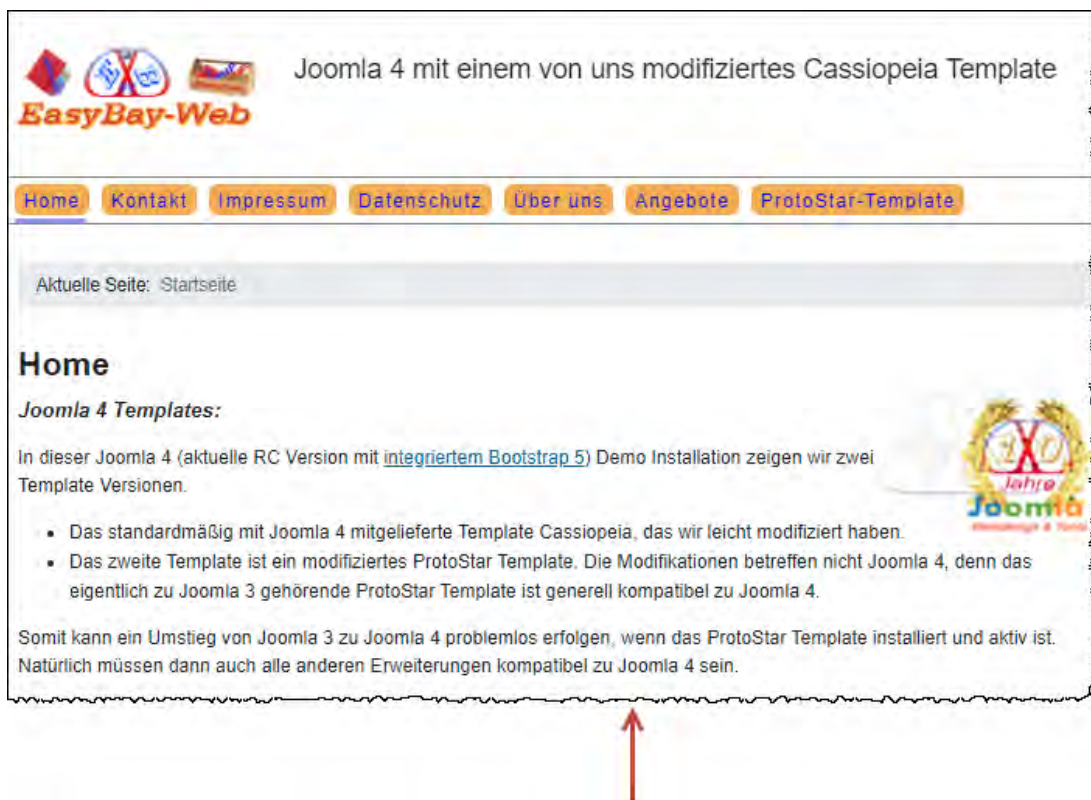 Joomla 4 mit einem von uns modifiziertes Cassiopeia Template
EasyBay-Web
Home Kontakt Impressum Datenschutz Über uns Angebote ProtoStar-Template
Aktuelle Seite: Startseite
Home
Joomla 4 Templates:
In dieser Joomla 4 (aktuelle RC Version mit integriertem Bootstrap 5) Demo Installation zeigen wir zwei
Template Versionen.
10
Jahre
Joomla
• Das standardmäßig mit Joomla 4 mitgelieferte Template Cassiopeia, das wir leicht modifiziert haben.
• Das zweite Template ist ein modifiziertes ProtoStar Template. Die Modifikationen betreffen nicht Joomla 4, denn das
eigentlich zu Joomla 3 gehörende ProtoStar Template ist generell kompatibel zu Joomla 4.
Somit kann ein Umstieg von Joomla 3 zu Joomla 4 problemlos erfolgen, wenn das ProtoStar Template installiert und aktiv ist.
Natürlich müssen dann auch alle anderen Erweiterungen kompatibel zu Joomla 4 sein.